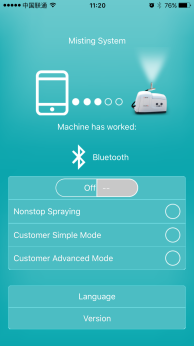 中国联通 11:20 76%
Misting System
Machine has worked:
Bluetooth
Off --
Nonstop Spraying
Customer Simple Mode
Customer Advanced Mode
Language
Version